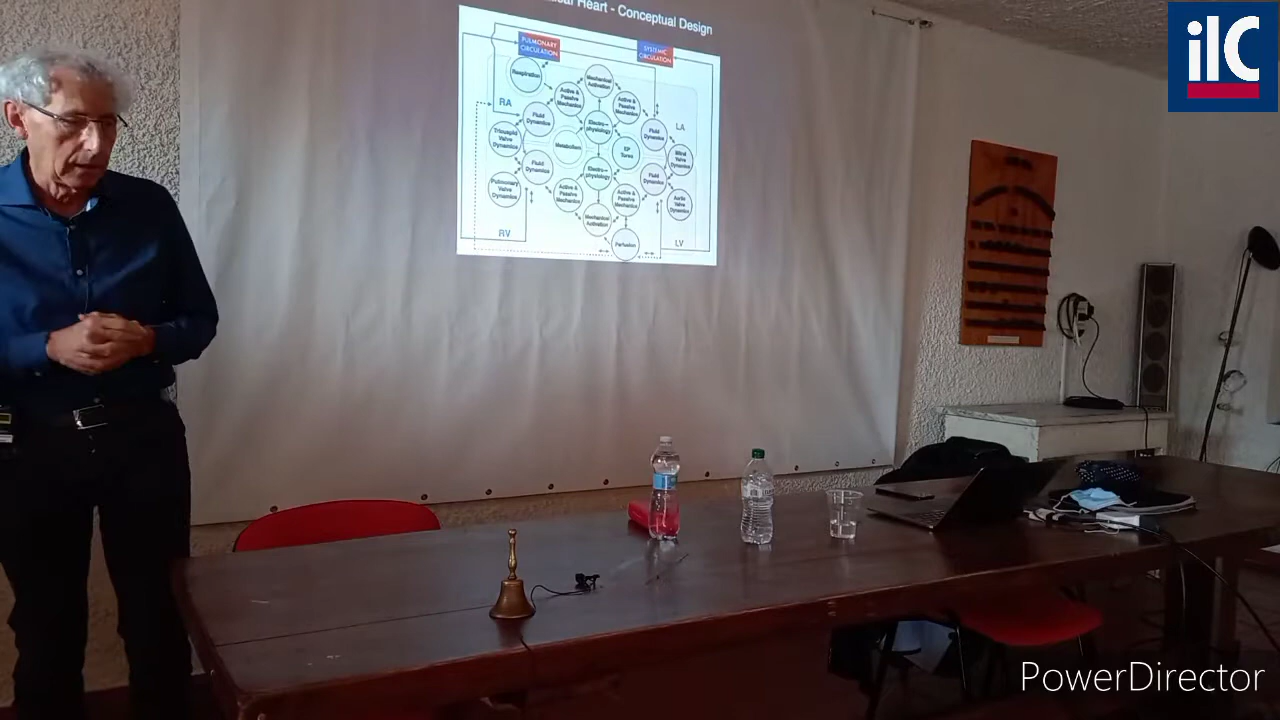 Heart - Conceptual Design
PULMONARY
CIRCULATION
SYSTEMIC
CIRCULATION
Respiration
Mechanical
Activation
Active &
Passive
Mechanics
Active &
Passive
Mechanics
RA
LA
Fluid
Dynamics
Electro-
physiology
Fluid
Dynamics
Tricuspid
Valve
Dynamics
Metabolism
EP
Torso
Mitral
Valve
Dynamics
Fluid
Dynamics
Electro-
physiology
Fluid
Dynamics
Pulmonary
Valve
Dynamics
Active &
Passive
Mechanics
Active &
Passive
Mechanics
Aortic
Valve
Dynamics
Mechanical
Activation
RV
Perfusion
LV
ilC
PowerDirector